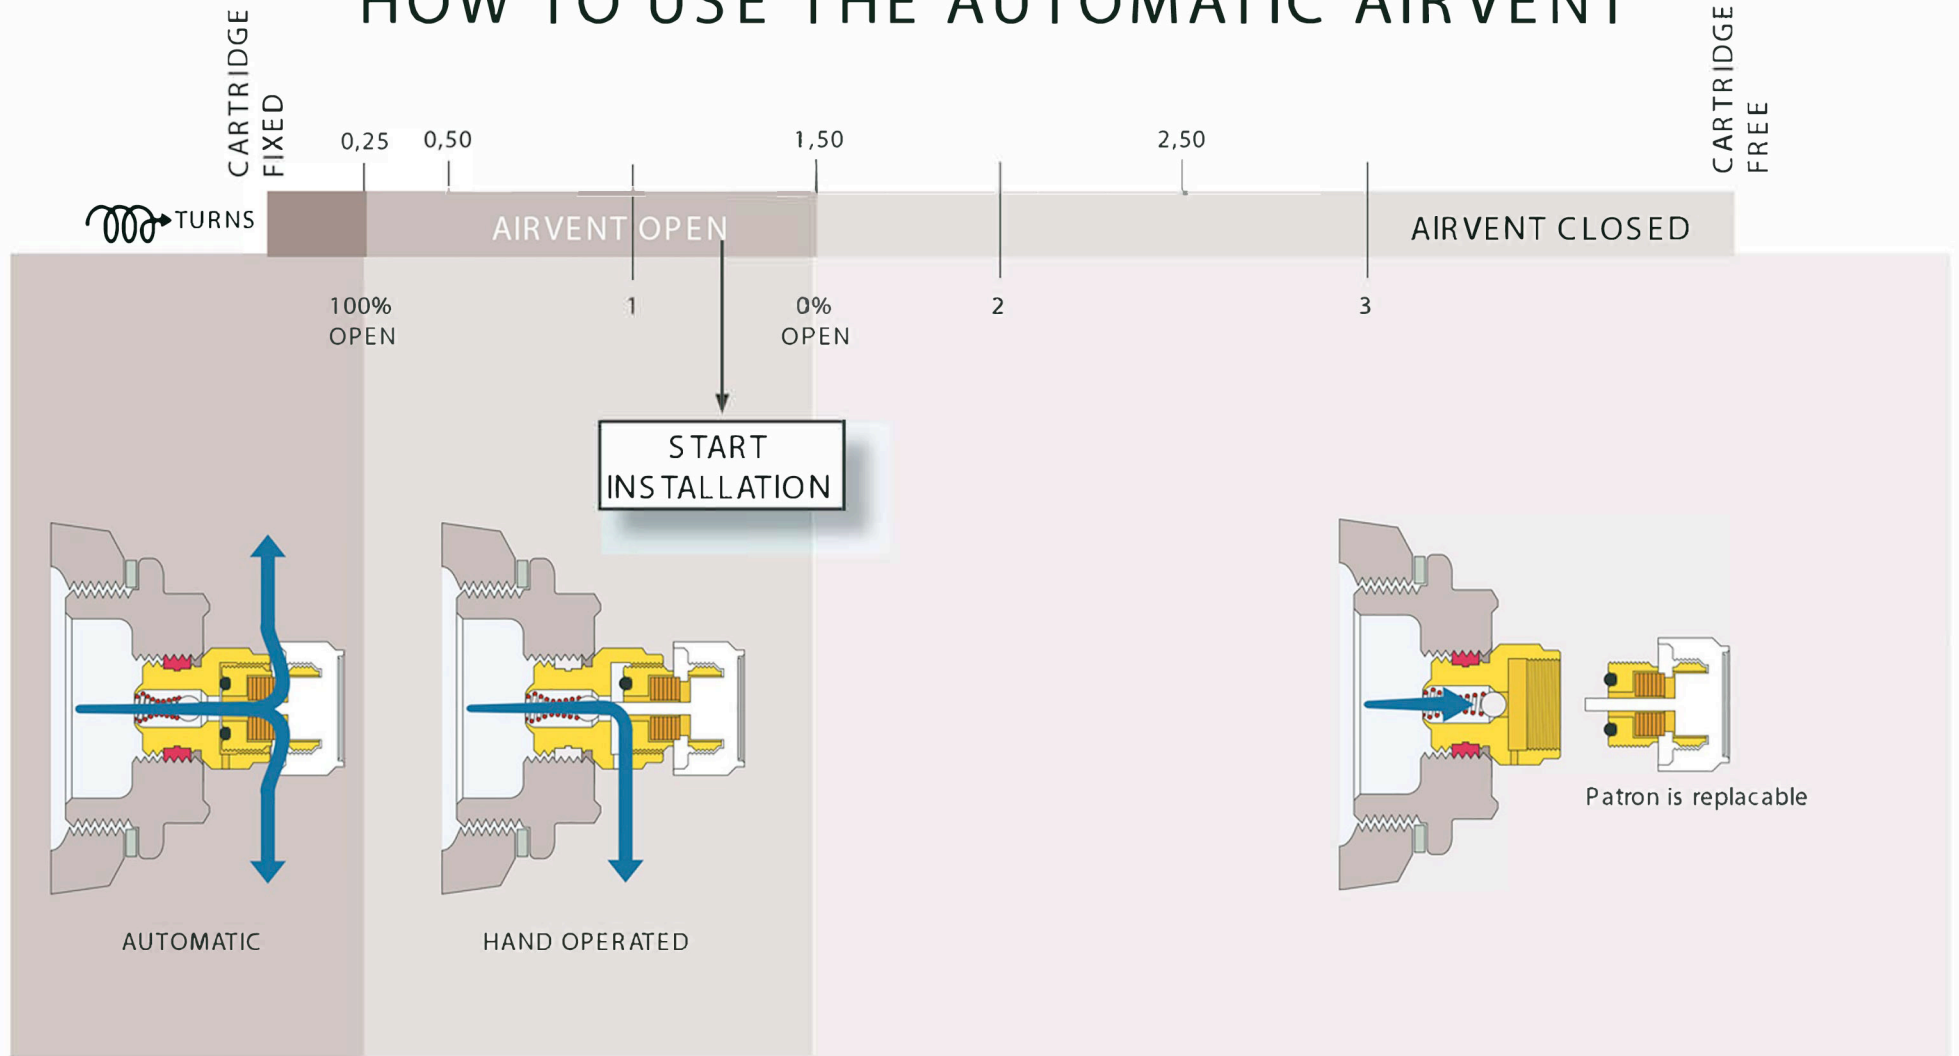 HOW TO USE THE AUTOMATIC AIRVENT
CARTRIDGE
FIXED
CARTRIDGE
FREE
0,25
0,50
1,50
2,50
TURNS
AIRVENT OPEN
AIRVENT CLOSED
100%
OPEN
1
0%
OPEN
2
3
START
INSTALLATION
Patron is replacable
AUTOMATIC
HAND OPERATED